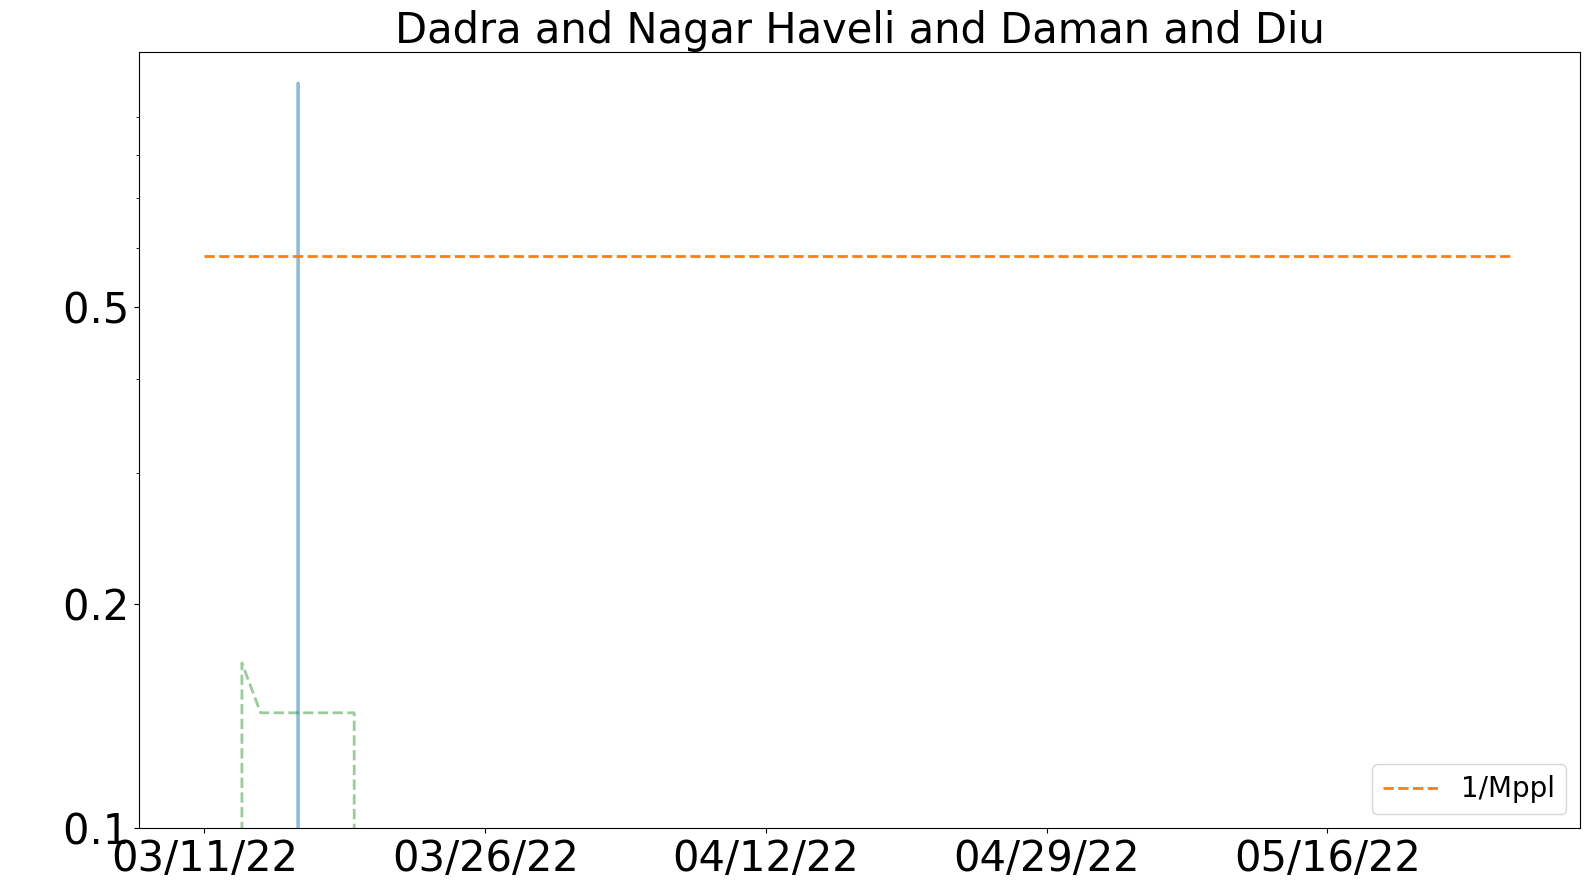 Dadra and Nagar Haveli and Daman and Diu
0.5
0.2
0.1
03/11/22 03/26/22 04/12/22 04/29/22 05/16/22
1/Mppl